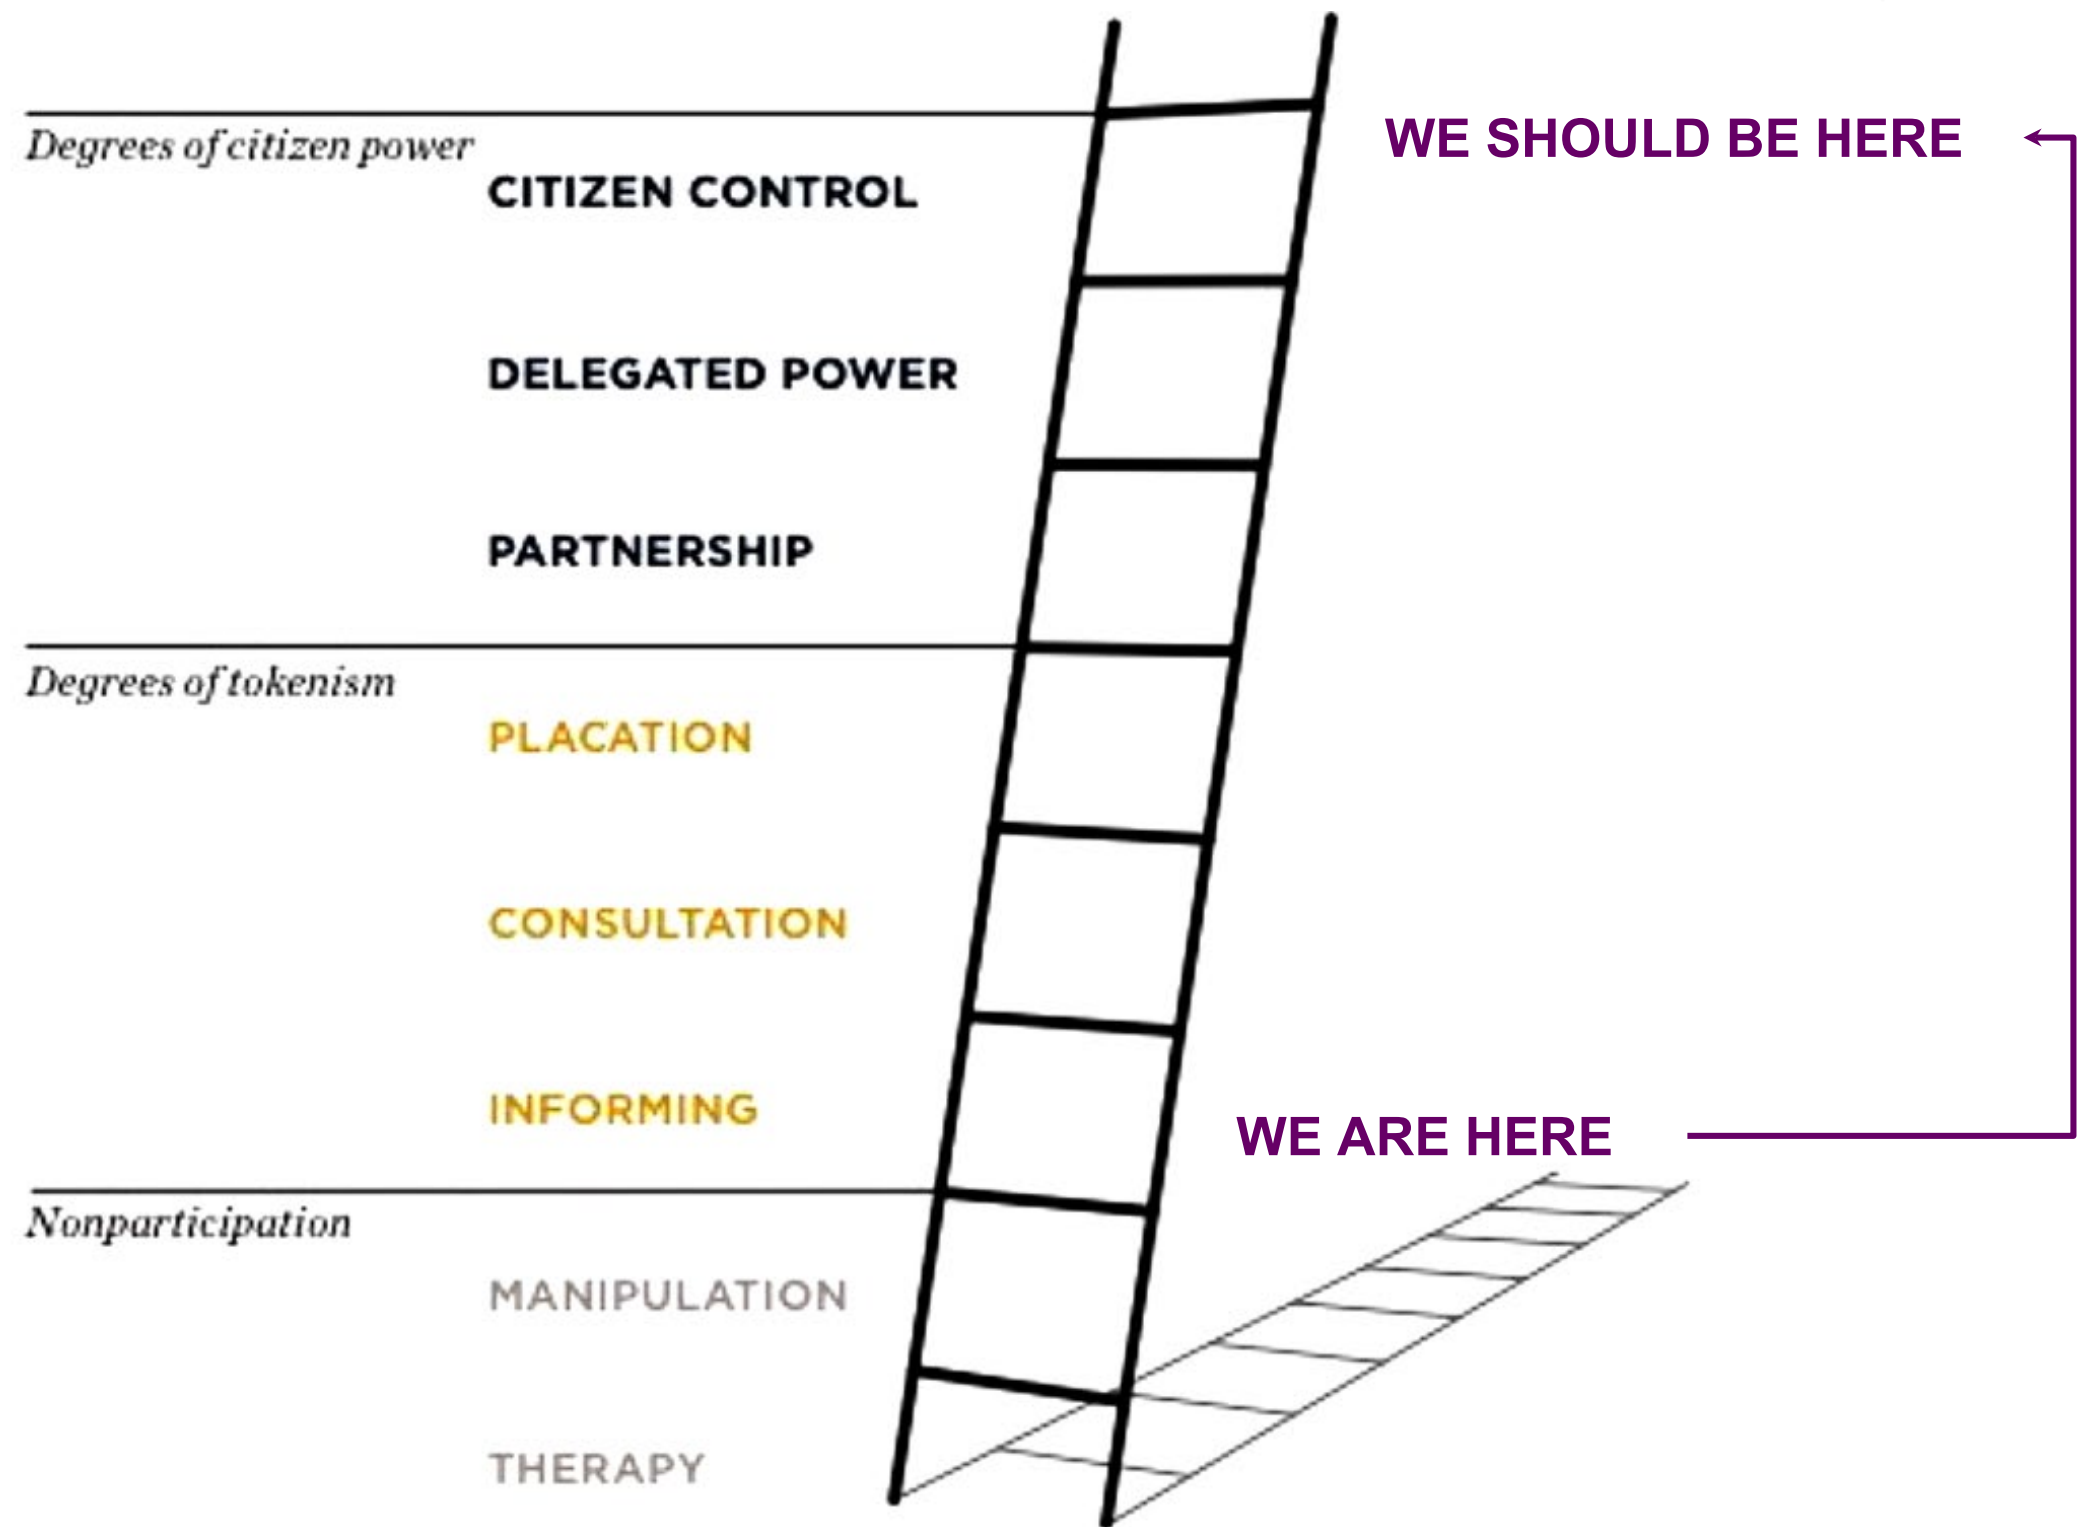 Degrees of citizen power
WE SHOULD BE HERE
CITIZEN CONTROL
DELEGATED POWER
PARTNERSHIP
Degrees of tokenism
PLACATION
CONSULTATION
INFORMING
WE ARE HERE
Nonparticipation
MANIPULATION
THERAPY